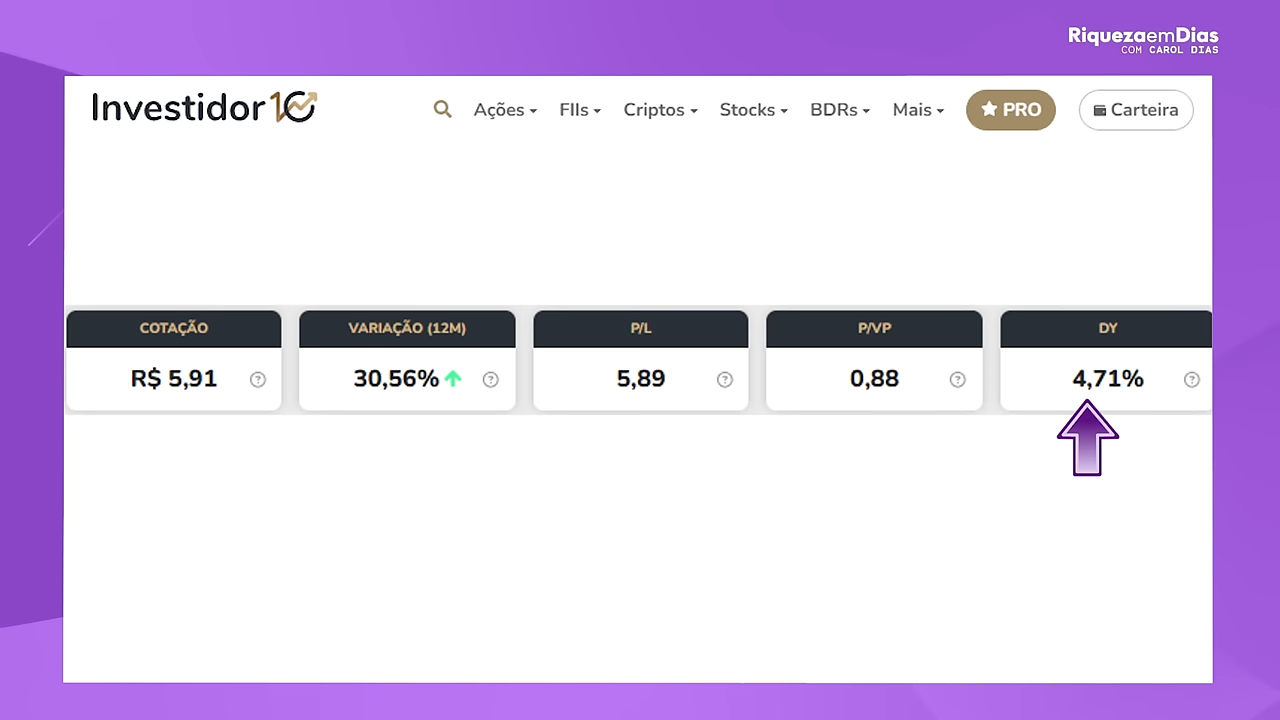 RiquezaemDias
COM CAROL DIAS
Investidor10
Ações
FIIs
Criptos
Stocks
BDRs
Mais
PRO
Carteira
COTAÇÃO
VARIAÇÃO (12M)
P/L
P/VP
DY
R$ 5,91
30,56%
5,89
0,88
4,71%